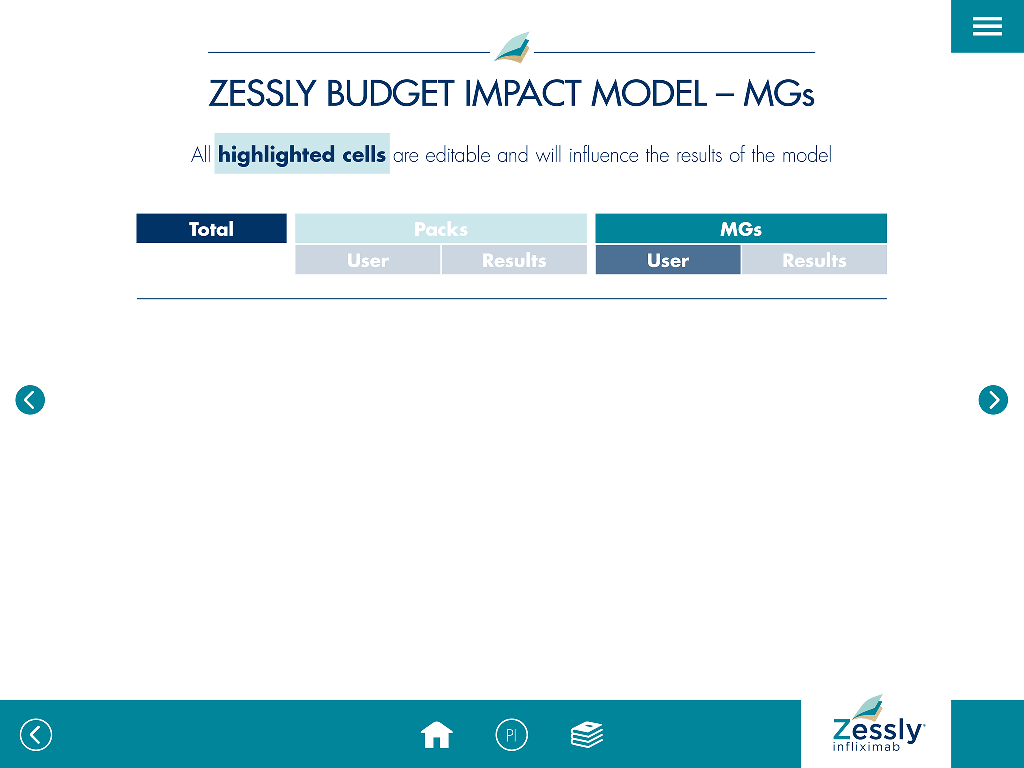 ZESSLY BUDGET IMPACT MODEL – MGs
All highlighted cells are editable and will influence the results of the model
Total Packs MGs
User Results User Results
PI
Zessly
infliximab